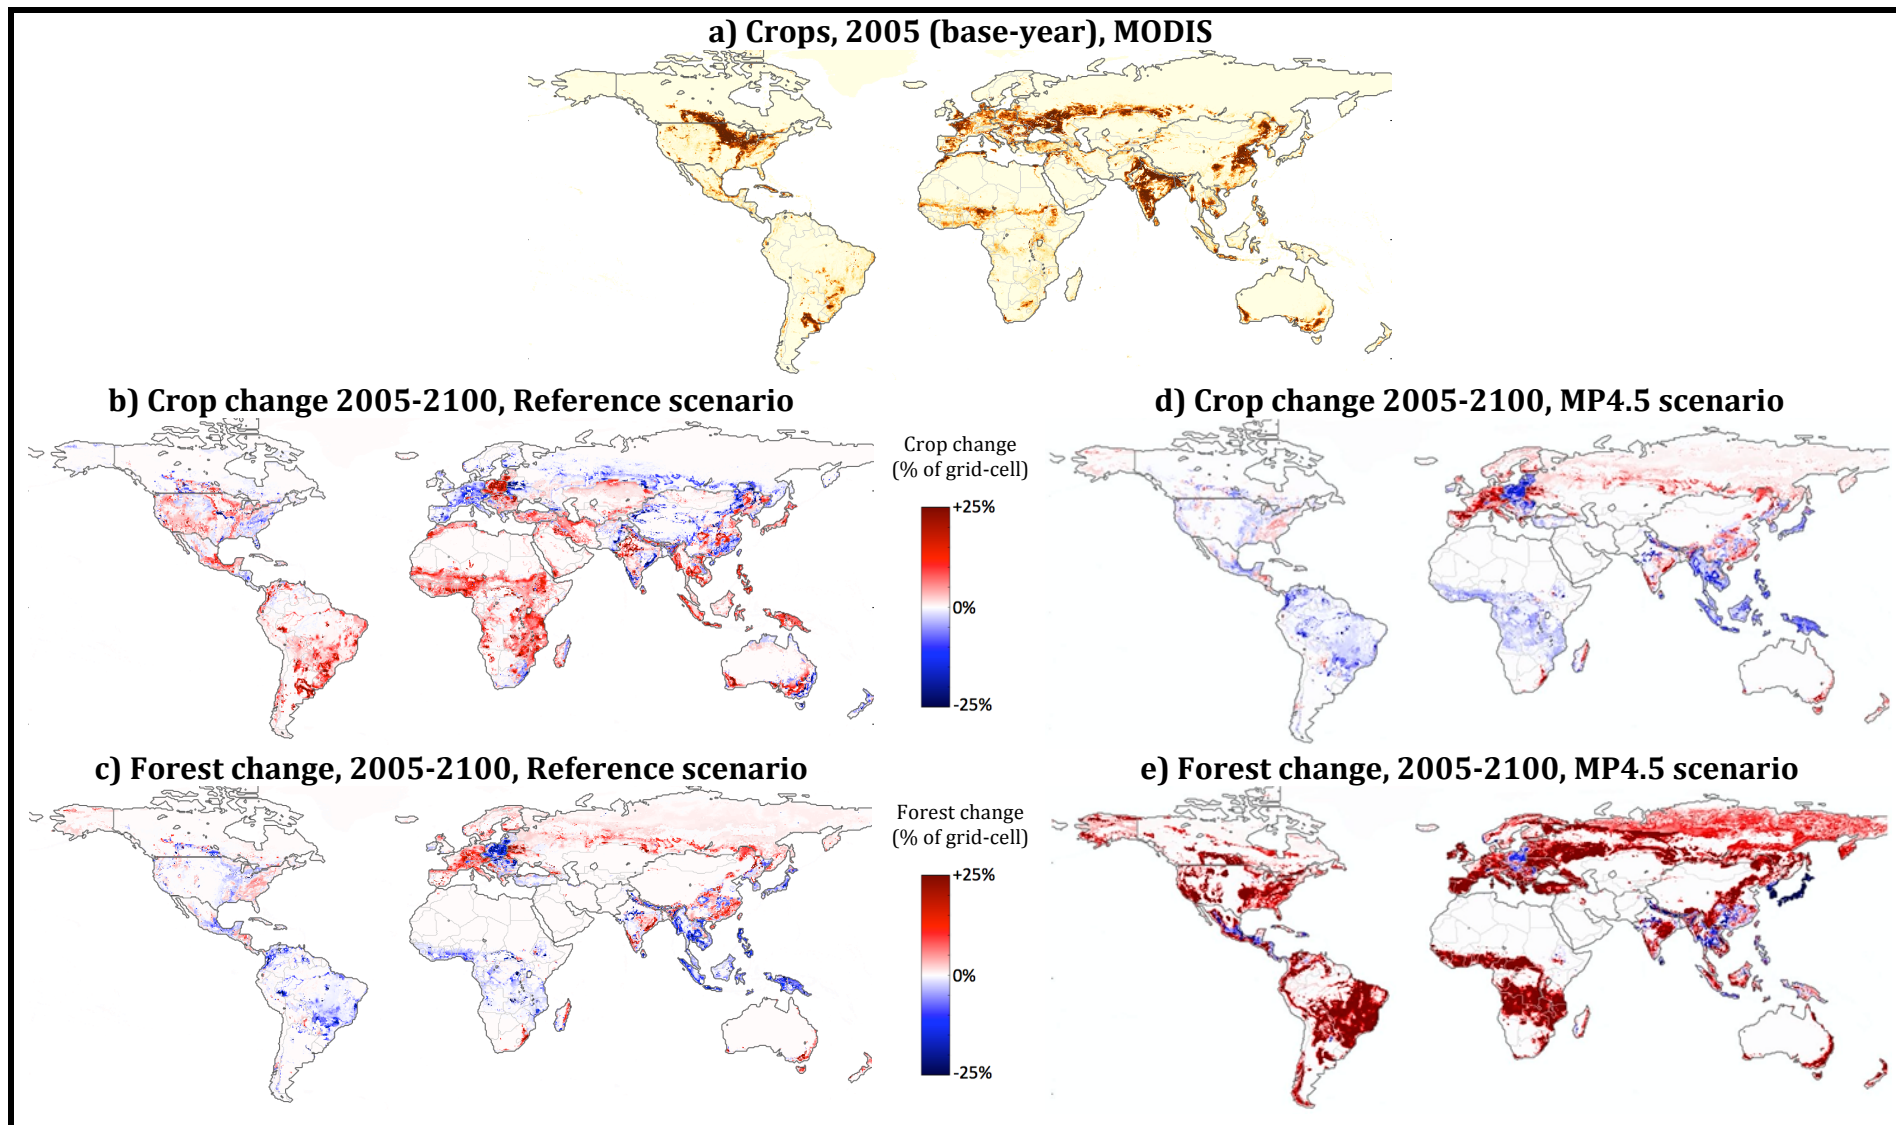 a) Crops, 2005 (base-year), MODIS
b) Crop change 2005-2100, Reference scenario
d) Crop change 2005-2100, MP4.5 scenario
Crop change
(% of grid-cell)
+25%
0%
-25%
c) Forest change, 2005-2100, Reference scenario
e) Forest change, 2005-2100, MP4.5 scenario
Forest change
(% of grid-cell)
+25%
0%
-25%